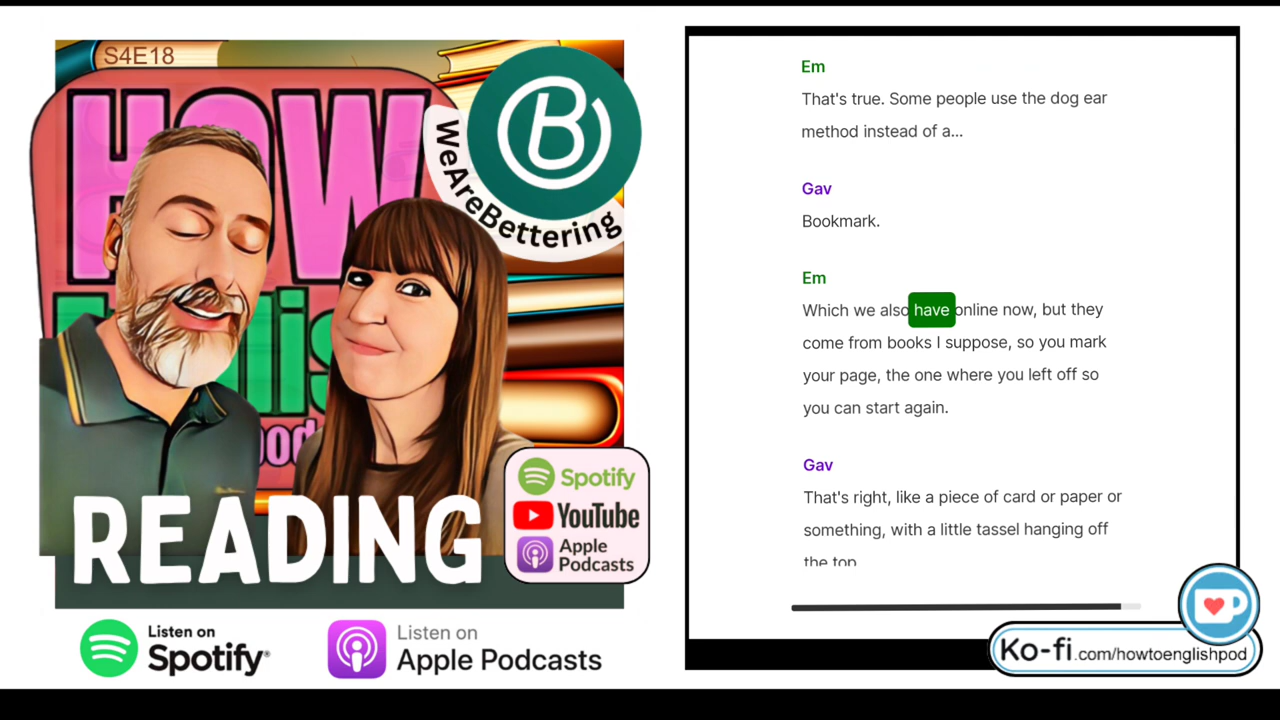 S4E18
HOW
WeAreBettering
B
READING
Spotify
YouTube
Apple
Podcasts
Listen on
Spotify
Listen on
Apple Podcasts
Em
That's true. Some people use the dog ear
method instead of a...
Gav
Bookmark.
Em
Which we also have online now, but they
come from books I suppose, so you mark
your page, the one where you left off so
you can start again.
Gav
That's right, like a piece of card or paper or
something, with a little tassel hanging off
the top
Ko-fi.com/howtoenglishpod